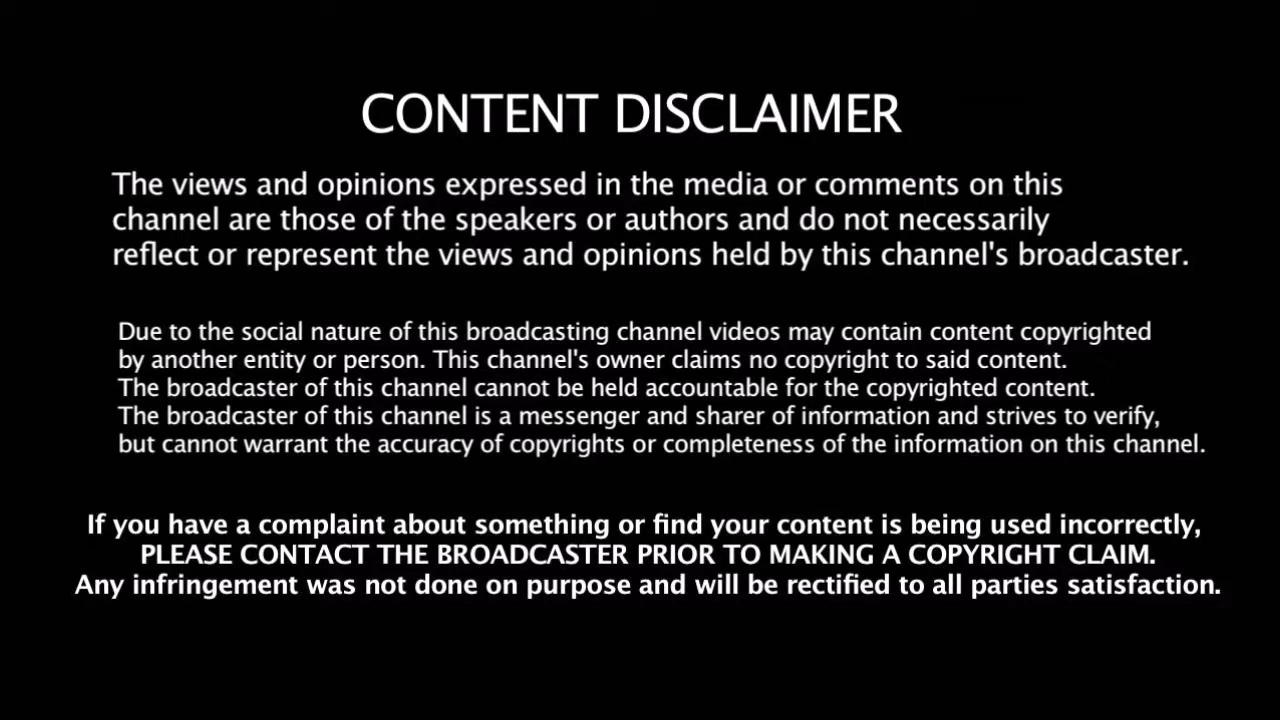 CONTENT DISCLAIMER
The views and opinions expressed in the media or comments on this
channel are those of the speakers or authors and do not necessarily
reflect or represent the views and opinions held by this channel's broadcaster.
Due to the social nature of this broadcasting channel videos may contain content copyrighted
by another entity or person. This channel's owner claims no copyright to said content.
The broadcaster of this channel cannot be held accountable for the copyrighted content.
The broadcaster of this channel is a messenger and sharer of information and strives to verify,
but cannot warrant the accuracy of copyrights or completeness of the information on this channel.
If you have a complaint about something or find your content is being used incorrectly,
PLEASE CONTACT THE BROADCASTER PRIOR TO MAKING A COPYRIGHT CLAIM.
Any infringement was not done on purpose and will be rectified to all parties satisfaction.